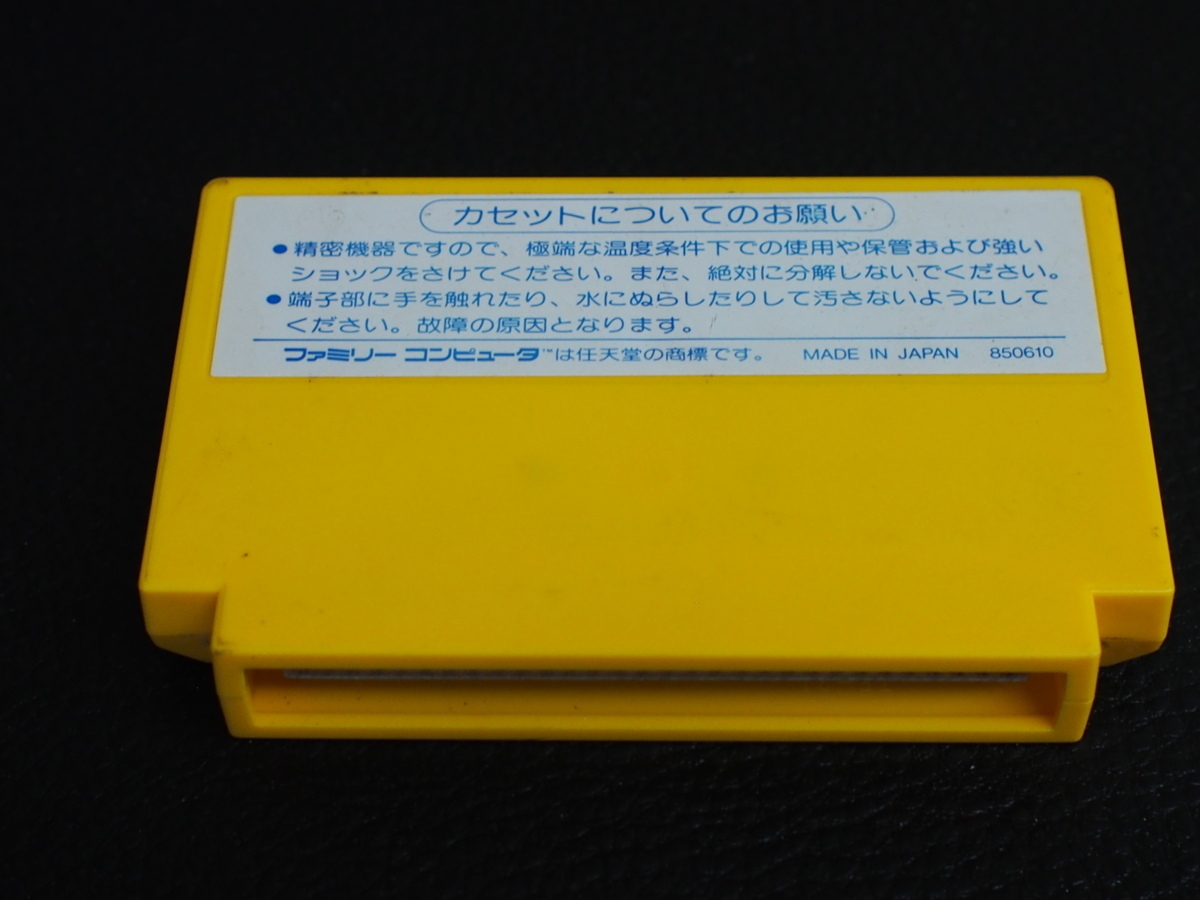 カセットについてのお願い
●精密機器ですので、極端な温度条件下での使用や保管および強い
ショックをさけてください。また、絶対に分解しないでください。
●端子部に手を触れたり、水にぬらしたりして汚さないようにして
ください。故障の原因となります。
ファミリー コンピュータ™は任天堂の商標です。 MADE IN JAPAN 850610